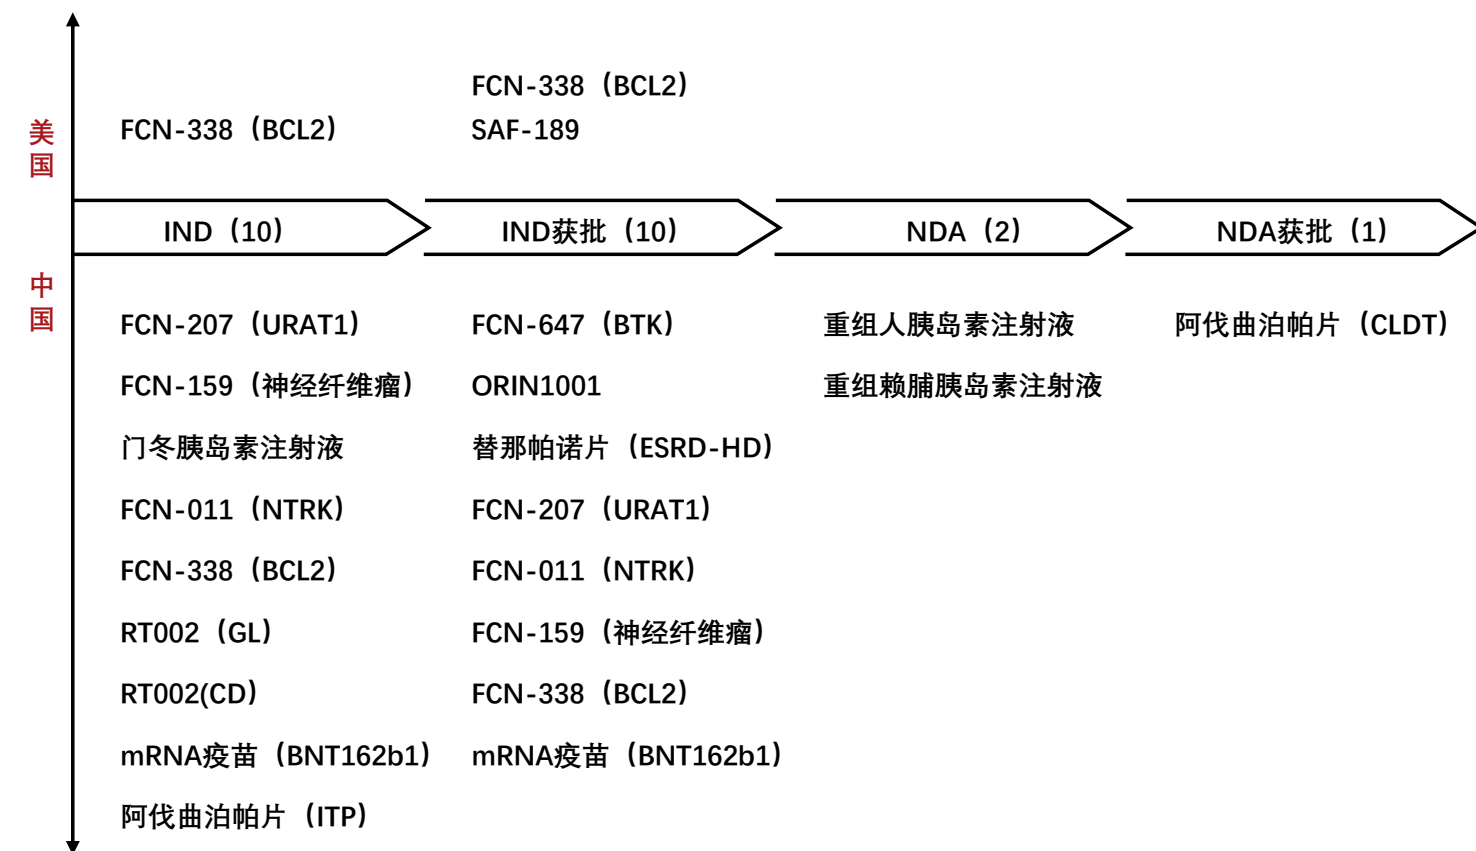 美国
FCN-338（BCL2）
FCN-338（BCL2）
SAF-189
IND（10）
IND获批（10）
NDA（2）
NDA获批（1）
中国
FCN-207（URAT1）
FCN-159（神经纤维瘤）
门冬胰岛素注射液
FCN-011（NTRK）
FCN-338（BCL2）
RT002（GL）
RT002(CD）
mRNA疫苗（BNT162b1）
阿伐曲泊帕片（ITP）
FCN-647（BTK）
ORIN1001
替那帕诺片（ESRD-HD）
FCN-207（URAT1）
FCN-011（NTRK）
FCN-159（神经纤维瘤）
FCN-338（BCL2）
mRNA疫苗（BNT162b1）
重组人胰岛素注射液
重组赖脯胰岛素注射液
阿伐曲泊帕片（CLDT）